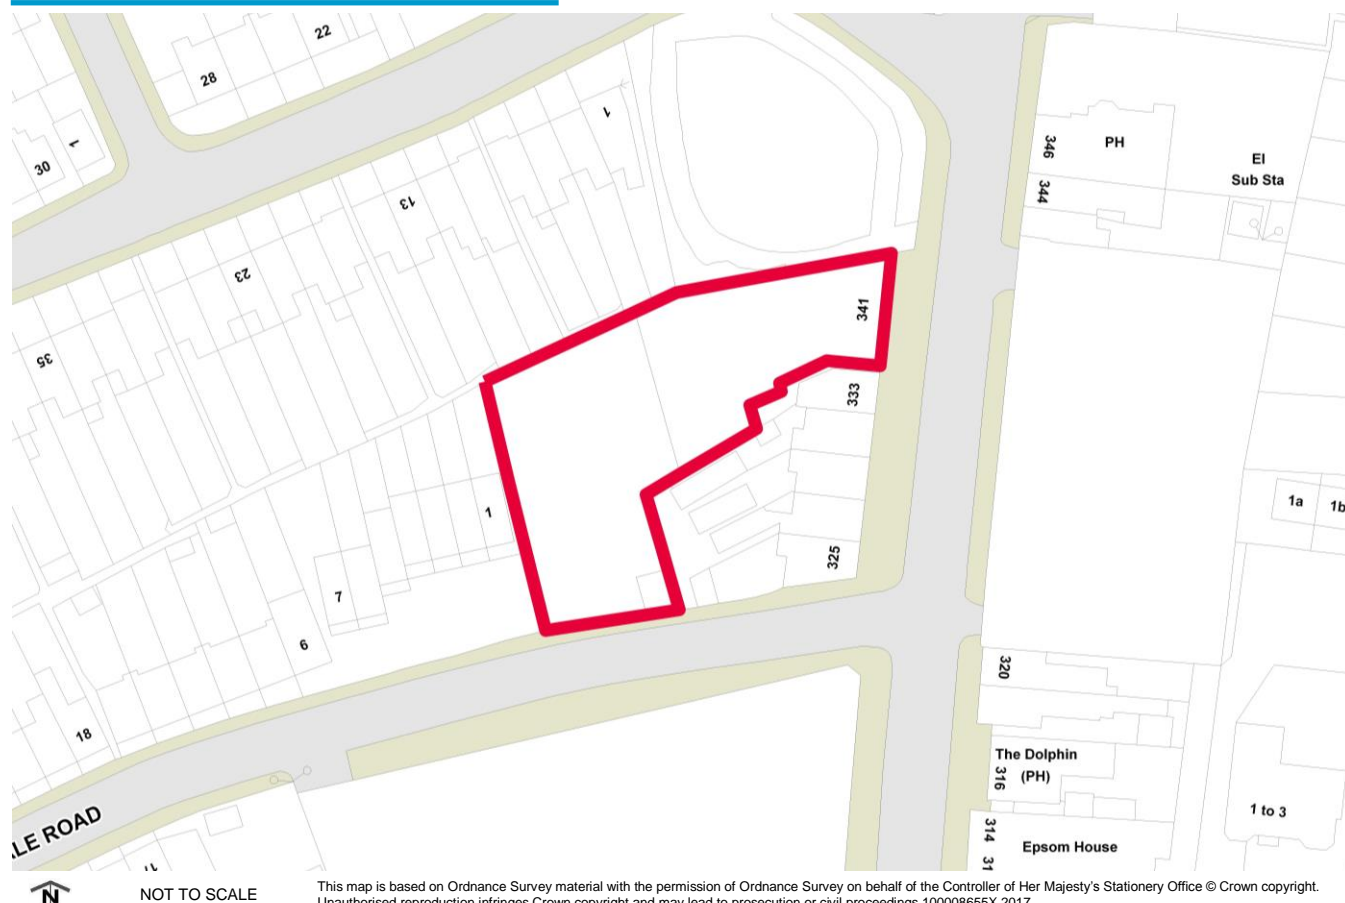 22
28
1
30
1
13
23
35
346
PH
344
El
Sub Sta
341
333
1
325
7
6
18
1a
1b
320
The Dolphin
(PH)
316
1 to 3
314
Epsom House
31
LE ROAD
N
NOT TO SCALE
This map is based on Ordnance Survey material with the permission of Ordnance Survey on behalf of the Controller of Her Majesty's Stationery Office © Crown copyright.
Unauthorised reproduction infringes Crown copyright and may lead to prosecution or civil proceedings 100008655X 2017